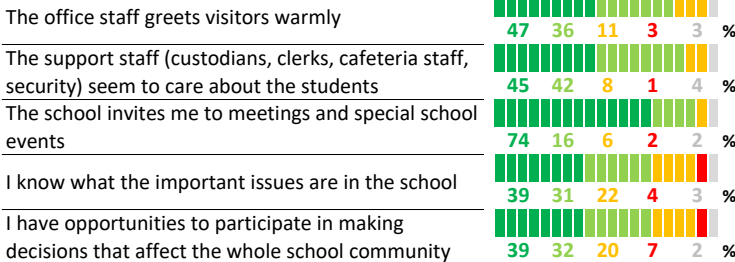 The office staff greets visitors warmly
47 36 11 3 3 %
The support staff (custodians, clerks, cafeteria staff,
security) seem to care about the students
45 42 8 1 4 %
The school invites me to meetings and special school
events
74 16 6 2 2 %
I know what the important issues are in the school
39 31 22 4 3 %
I have opportunities to participate in making
decisions that affect the whole school community
39 32 20 7 2 %